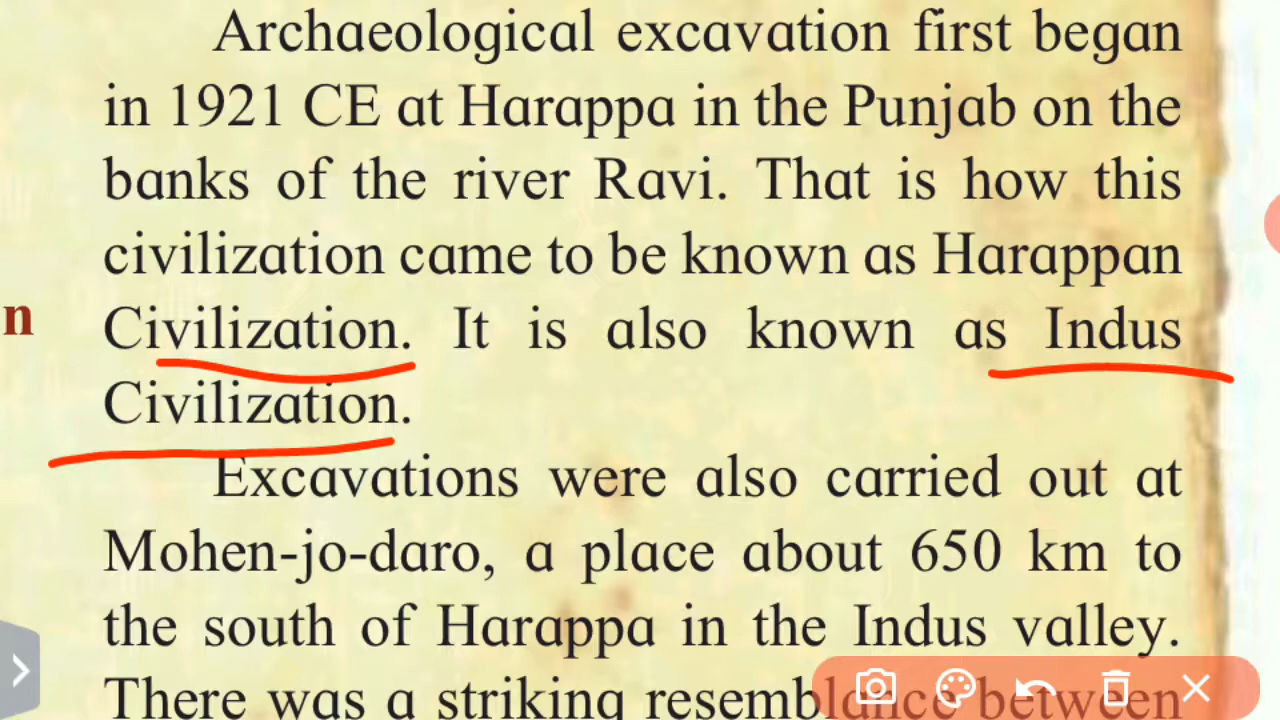 Archaeological excavation first began
in 1921 CE at Harappa in the Punjab on the
banks of the river Ravi. That is how this
civilization came to be known as Harappan
n Civilization. It is also known as Indus
Civilization.
Excavations were also carried out at
Mohen-jo-daro, a place about 650 km to
the south of Harappa in the Indus valley.
There was a striking resemblance between